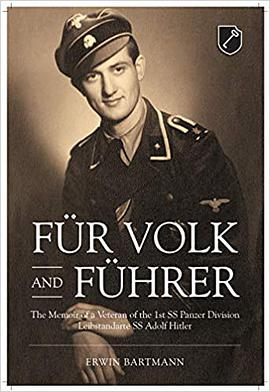 FÜR VOLK
AND FÜHRER
The Memoir of a Veteran of the 1st SS Panzer Division
Leibstandarte SS Adolf Hitler
ERWIN BARTMANN